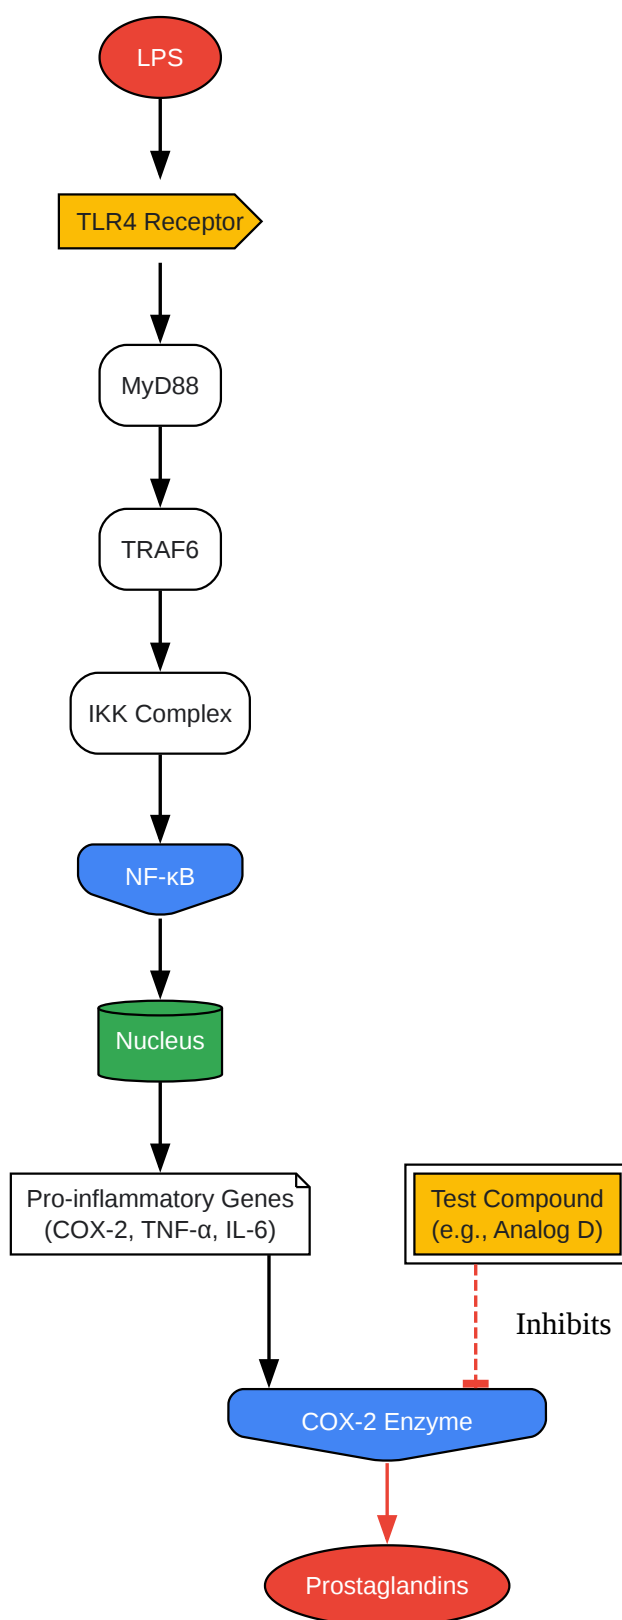 LPS
TLR4 Receptor
MyD88
TRAF6
IKK Complex
NF-κB
Nucleus
Pro-inflammatory Genes
(COX-2, TNF-α, IL-6)
Test Compound
(e.g., Analog D)
Inhibits
COX-2 Enzyme
Prostaglandins